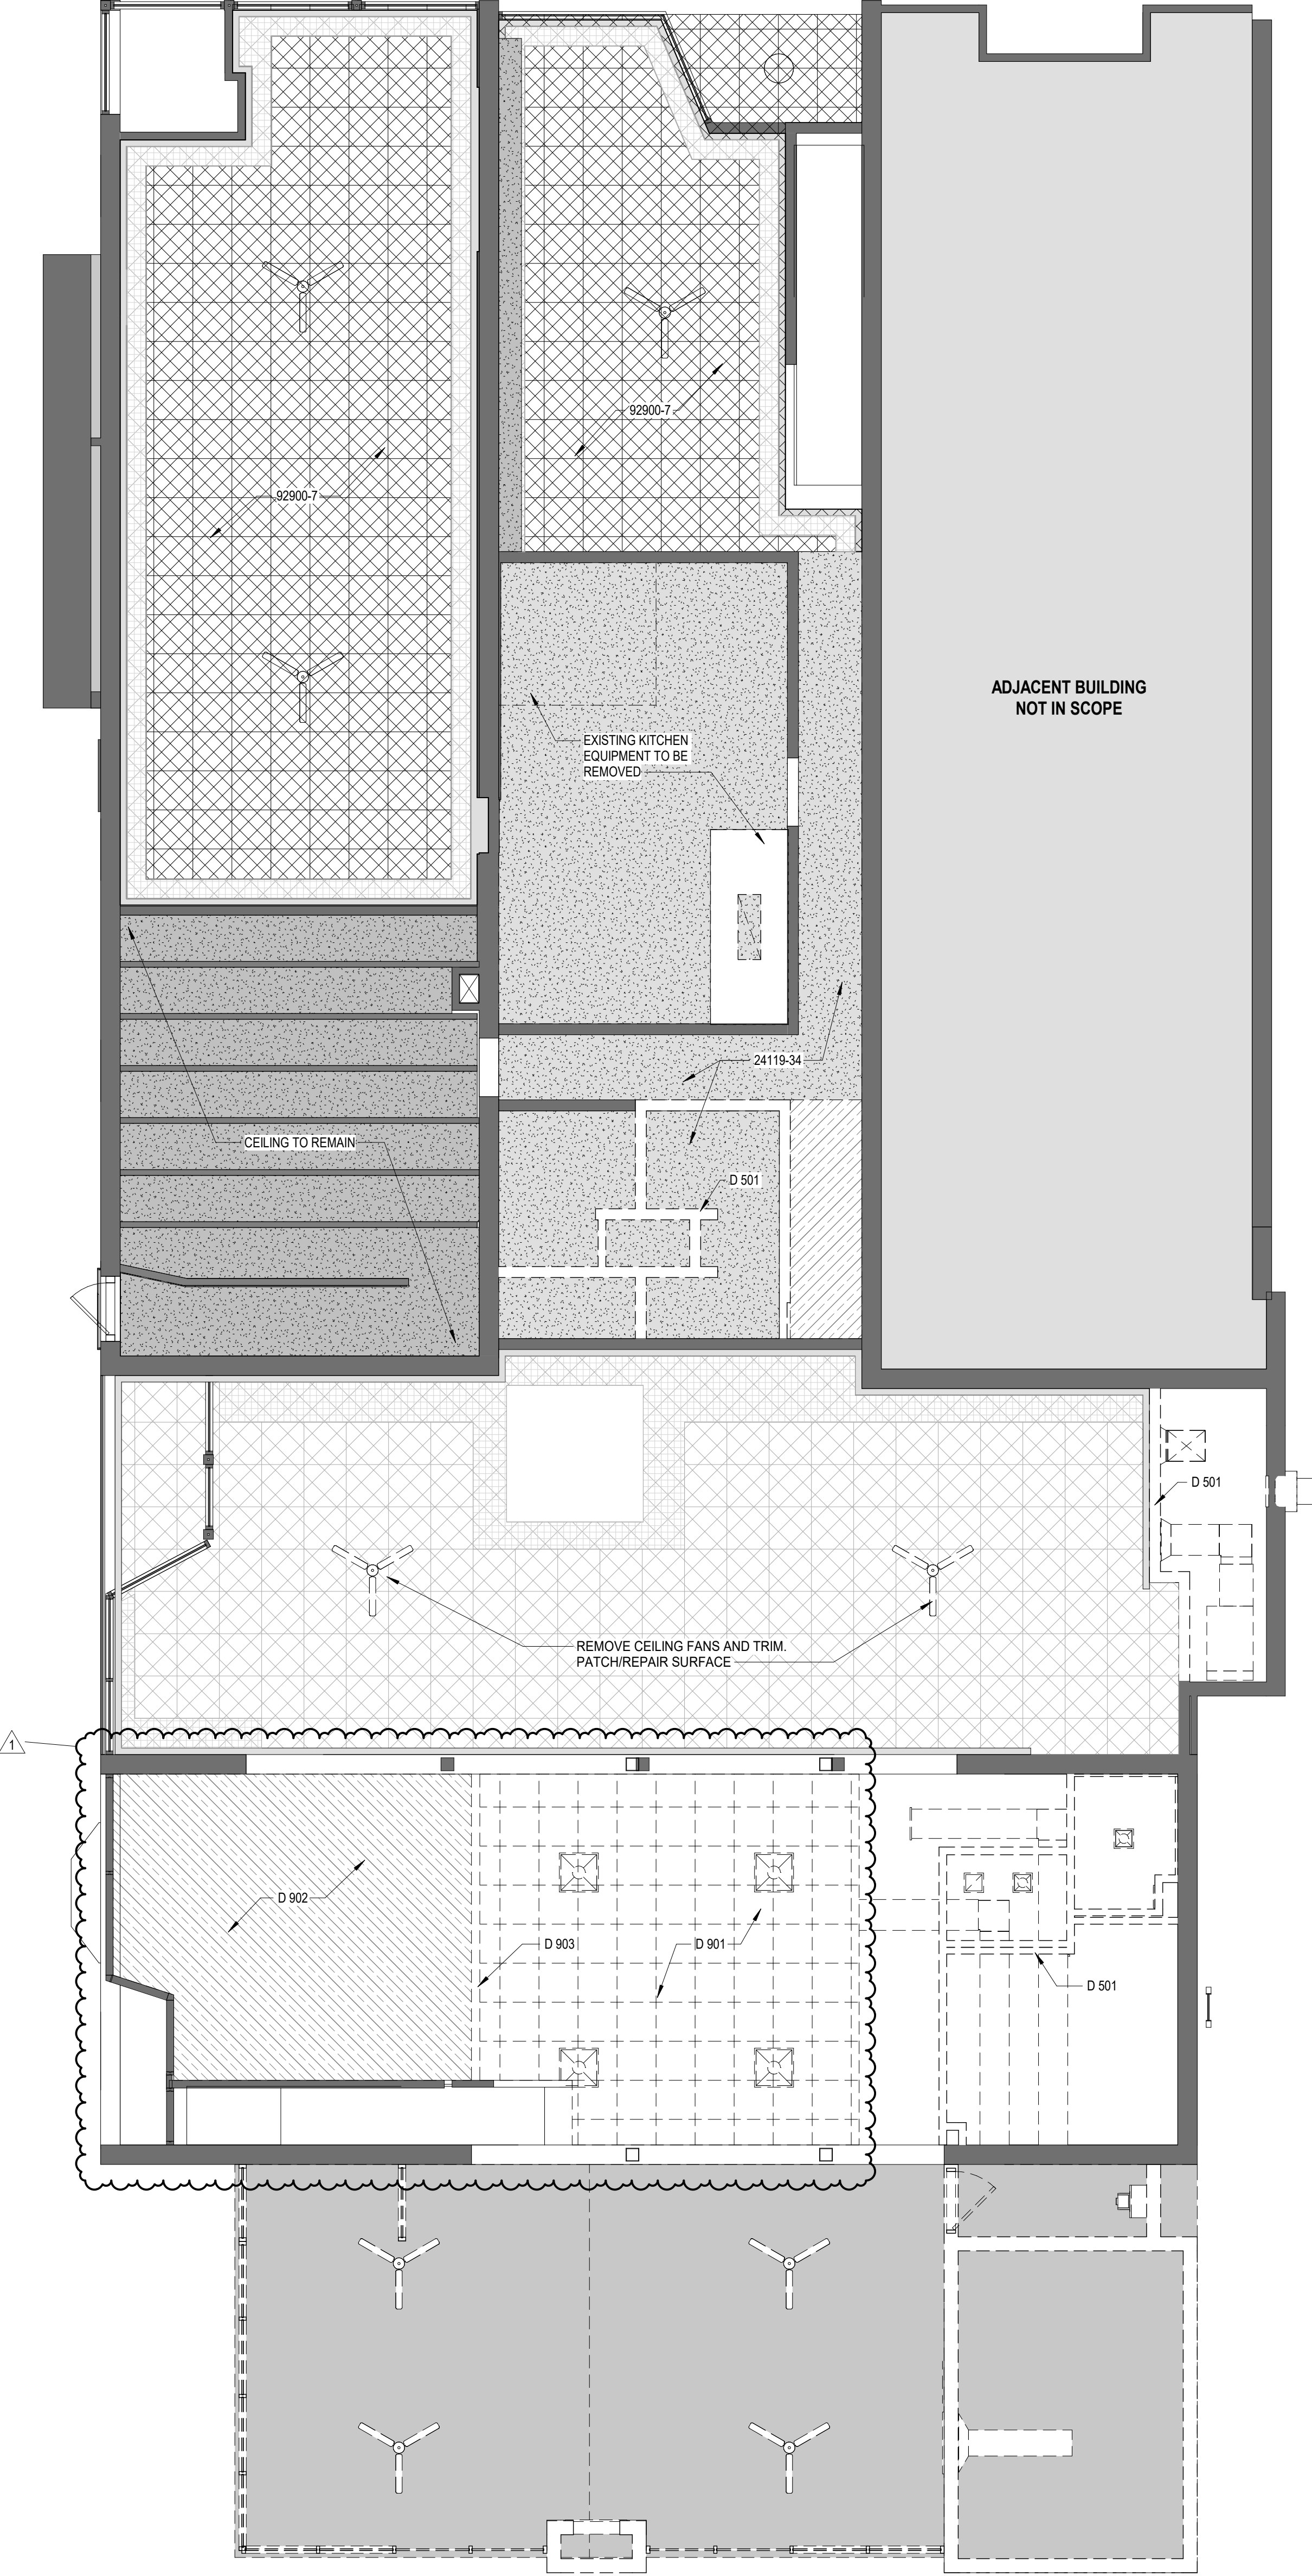 92900-7
92900-7
ADJACENT BUILDING
NOT IN SCOPE
EXISTING KITCHEN
EQUIPMENT TO BE
REMOVED
24119-34
CEILING TO REMAIN
D 501
D 501
REMOVE CEILING FANS AND TRIM.
PATCH/REPAIR SURFACE
1
D 902
D 903
D 901
D 501